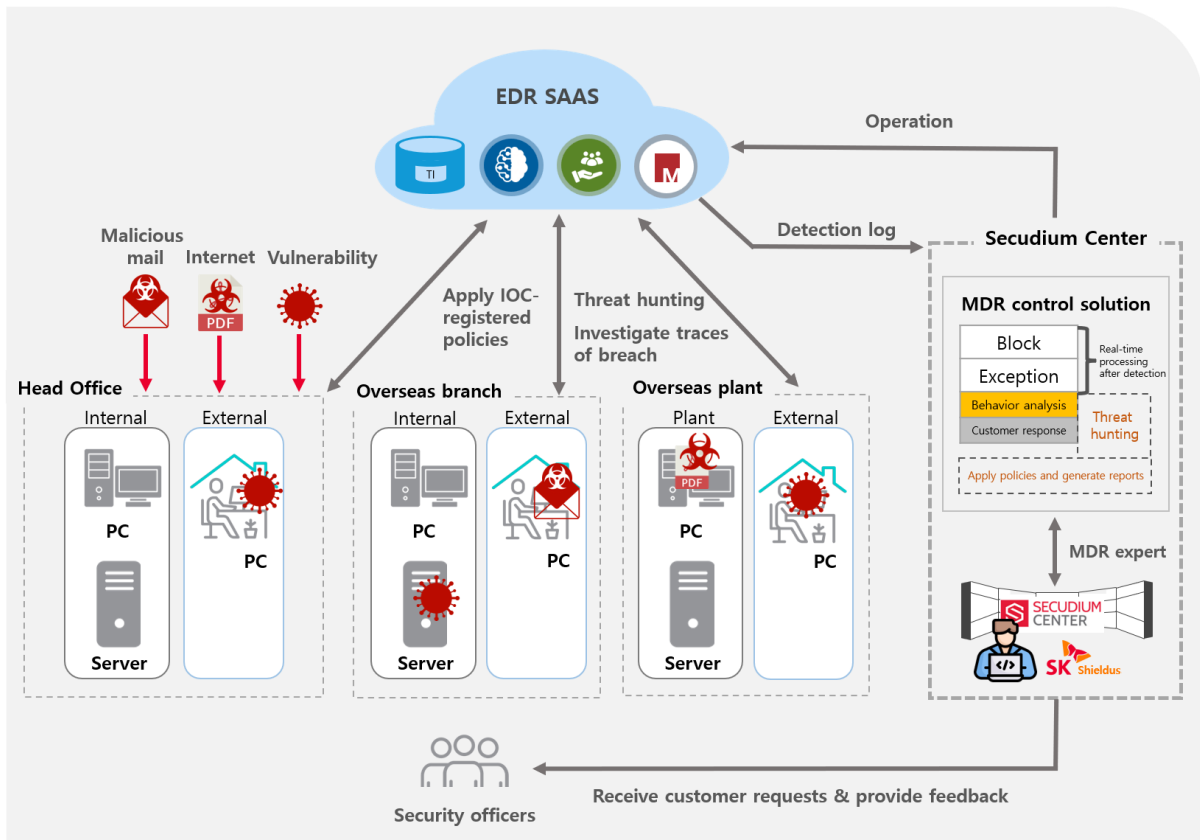 EDR SAAS
TI
M
Operation
Detection log
Malicious
mail
Internet
Vulnerability
PDF
Apply IOC-
registered
policies
Threat hunting
Investigate traces
of breach
Head Office
Internal
External
PC
PC
Server
Overseas branch
Internal
External
PC
PC
Server
Overseas plant
Plant
External
PDF
PC
PC
Server
Secudium Center
MDR control solution
Block
Exception
Behavior analysis
Customer response
Real-time
processing
after detection
Threat
hunting
Apply policies and generate reports
MDR expert
SECUDIUM
CENTER
SK Shieldus
Security officers
Receive customer requests & provide feedback